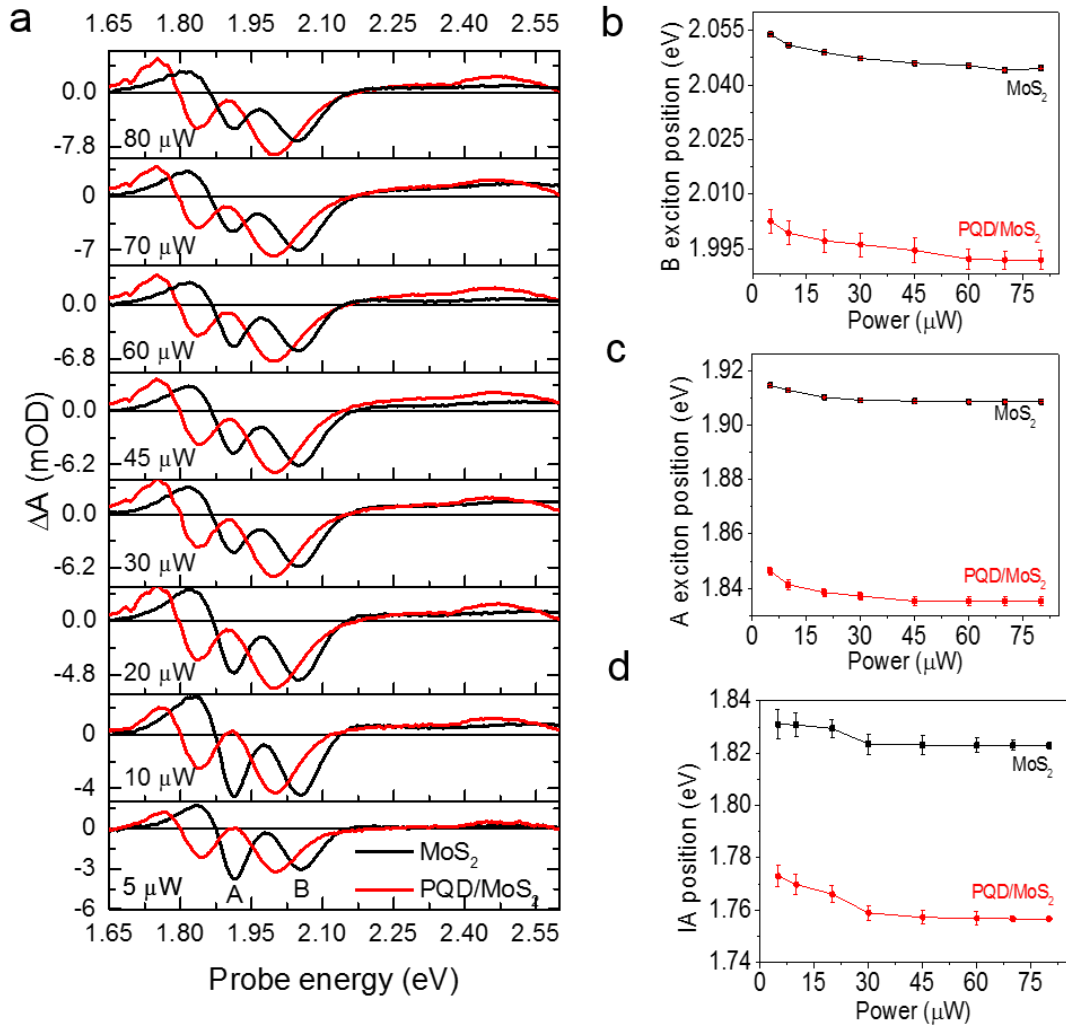 a
1.65 1.80 1.95 2.10 2.25 2.40 2.55
0.0
-7.8
80 μW
0
-7
70 μW
0.0
-6.8
60 μW
0.0
-6.2
45 μW
0.0
-6.2
30 μW
0.0
-4.8
20 μW
0
-4
10 μW
0
-3
-6
5 μW
A
B
MoS2
PQD/MoS2
1.65 1.80 1.95 2.10 2.25 2.40 2.55
Probe energy (eV)
ΔA (mOD)
b
2.055
2.040
2.025
2.010
1.995
MoS2
PQD/MoS2
0 15 30 45 60 75
Power (μW)
B exciton position (eV)
c
1.92
1.90
1.88
1.86
1.84
MoS2
PQD/MoS2
0 15 30 45 60 75
Power (μW)
A exciton position (eV)
d
1.84
1.82
1.80
1.78
1.76
1.74
MoS2
PQD/MoS2
0 15 30 45 60 75
Power (μW)
IA position (eV)